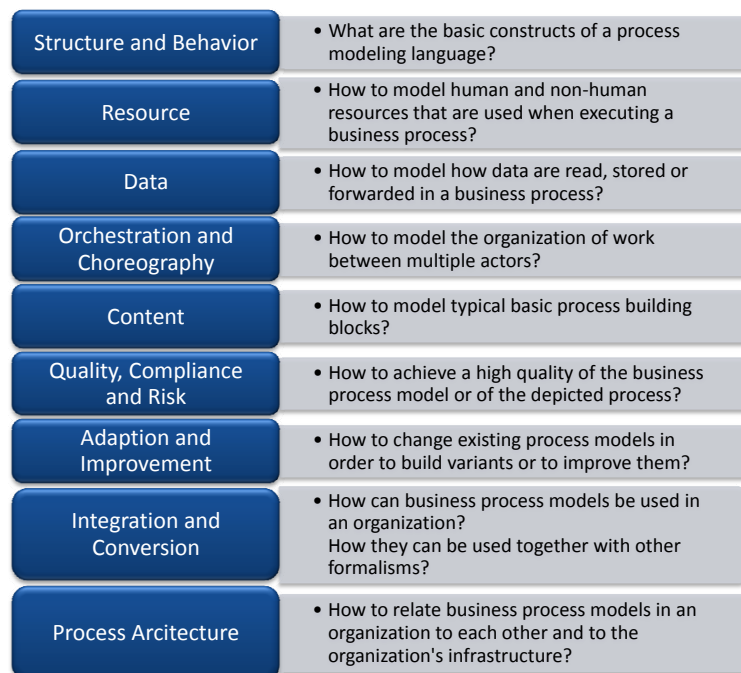 Structure and Behavior
• What are the basic constructs of a process
modeling language?
Resource
• How to model human and non-human
resources that are used when executing a
business process?
Data
• How to model how data are read, stored or
forwarded in a business process?
Orchestration and
Choreography
• How to model the organization of work
between multiple actors?
Content
• How to model typical basic process building
blocks?
Quality, Compliance
and Risk
• How to achieve a high quality of the business
process model or of the depicted process?
Adaption and
Improvement
• How to change existing process models in
order to build variants or to improve them?
Integration and
Conversion
• How can business process models be used in
an organization?
How they can be used together with other
formalisms?
Process Arcitecture
• How to relate business process models in an
organization to each other and to the
organization's infrastructure?